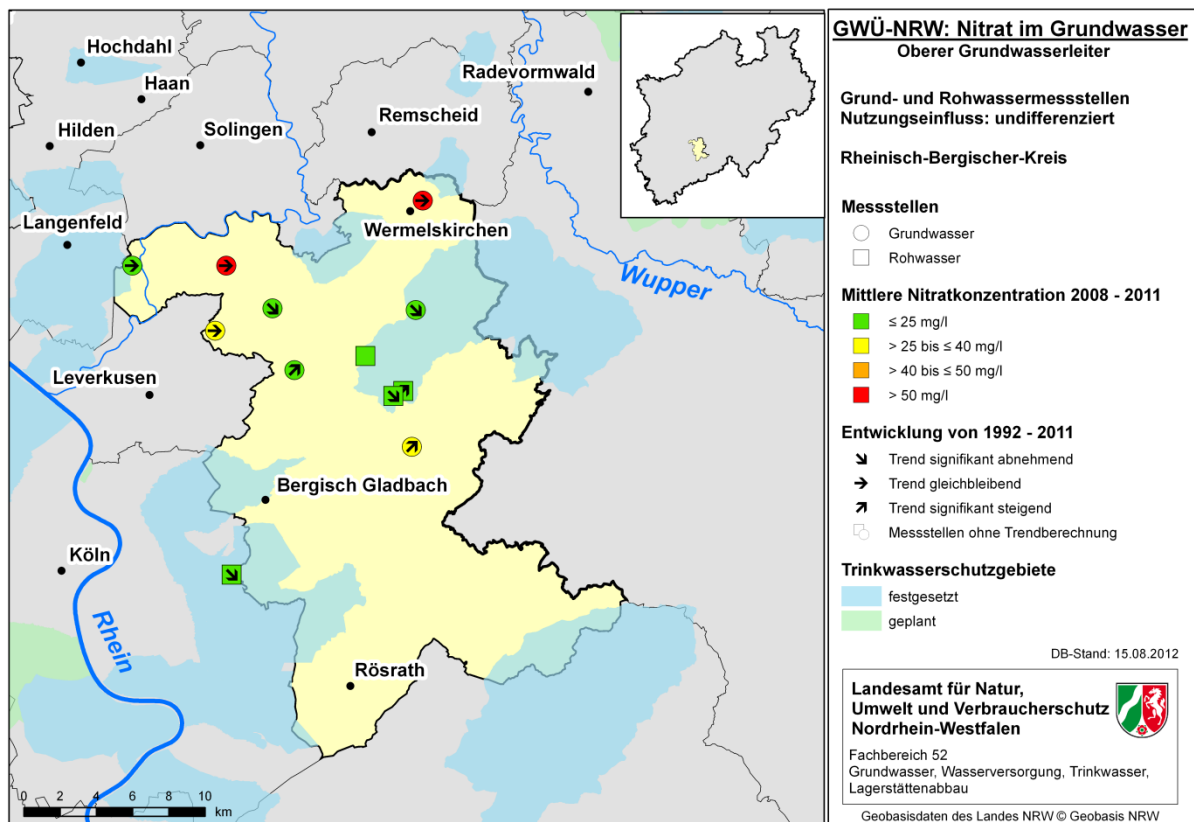 Hochdahl
Haan
Hilden
Solingen
Radevormwald
Remscheid
Langenfeld
Wermelskirchen
Wupper
Leverkusen
Bergisch Gladbach
Köln
Rhein
Rösrath
0 2 4 6 8 10
km
GWÜ-NRW: Nitrat im Grundwasser
Oberer Grundwasserleiter
Grund- und Rohwassermessstellen
Nutzungseinfluss: undifferenziert
Rheinisch-Bergischer-Kreis
Messstellen
Grundwasser
Rohwasser
Mittlere Nitratkonzentration 2008 - 2011
≤ 25 mg/l
> 25 bis ≤ 40 mg/l
> 40 bis ≤ 50 mg/l
> 50 mg/l
Entwicklung von 1992 - 2011
Trend signifikant abnehmend
Trend gleichbleibend
Trend signifikant steigend
Messstellen ohne Trendberechnung
Trinkwasserschutzgebiete
festgesetzt
geplant
DB-Stand: 15.08.2012
Landesamt für Natur,
Umwelt und Verbraucherschutz
Nordrhein-Westfalen
Fachbereich 52
Grundwasser, Wasserversorgung, Trinkwasser,
Lagerstättenabbau
Geobasisdaten des Landes NRW © Geobasis NRW